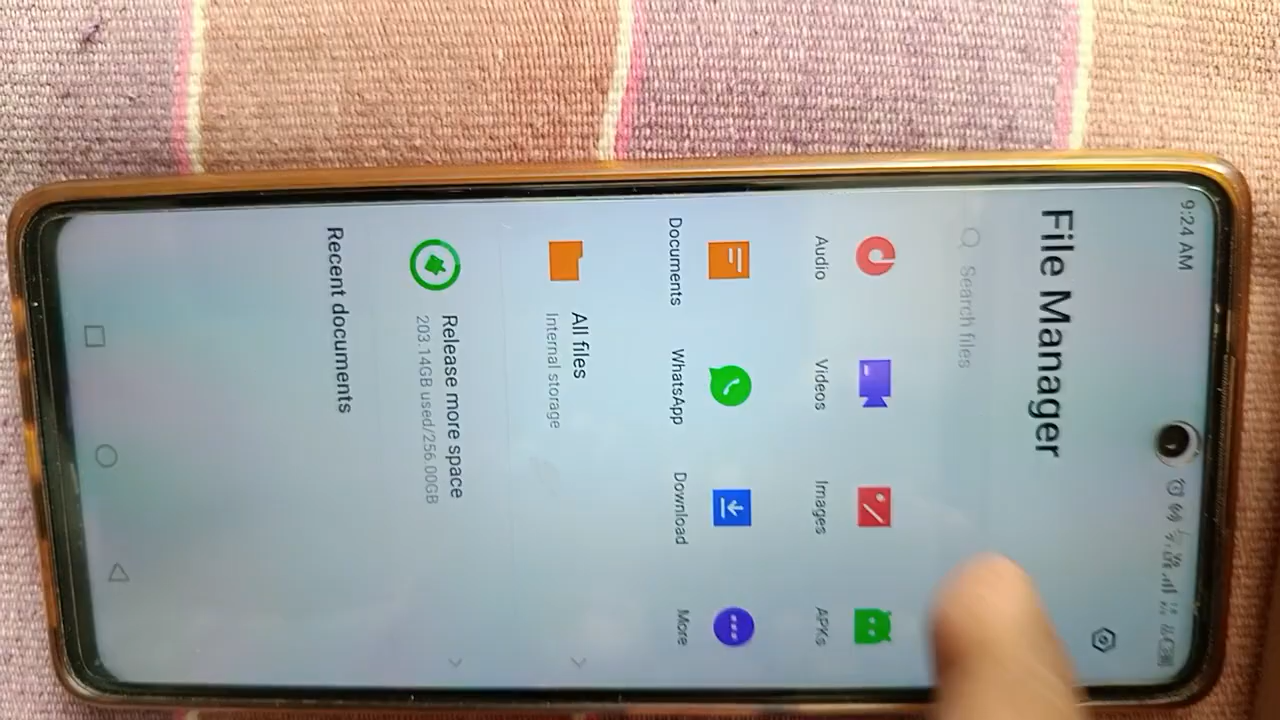 9:24 AM
File Manager
Search files
Audio Videos Images APKs
Documents WhatsApp Download More
All files
Internal storage
Release more space
203.14GB used/256.00GB
Recent documents